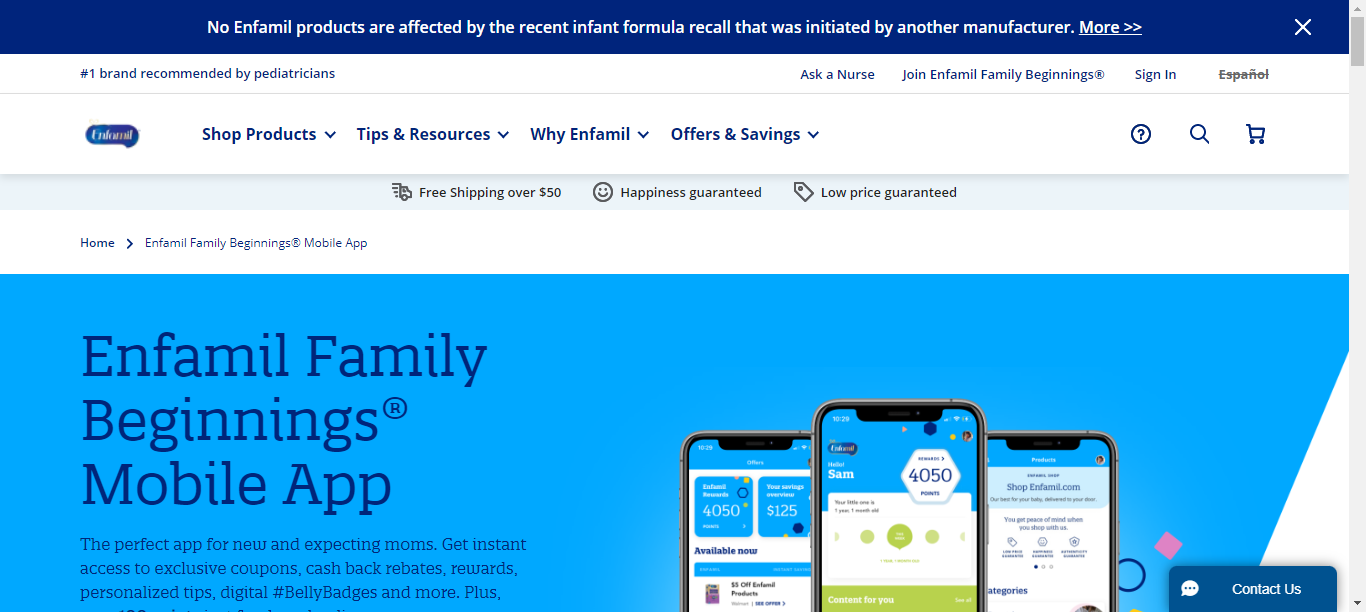 No Enfamil products are affected by the recent infant formula recall that was initiated by another manufacturer. More >>
#1 brand recommended by pediatricians
Ask a Nurse
Join Enfamil Family Beginnings®
Sign In
Español
Enfamil
Shop Products
Tips & Resources
Why Enfamil
Offers & Savings
Free Shipping over $50
Happiness guaranteed
Low price guaranteed
Home
Enfamil Family Beginnings® Mobile App
Enfamil Family
Beginnings®
Mobile App
The perfect app for new and expecting moms. Get instant
access to exclusive coupons, cash back rebates, rewards,
personalized tips, digital #BellyBadges and more. Plus,
10:29
Offers
Enfamil
Rewards
4050
POINTS
Your savings
overview
$125
Available now
ENFAMIL
$5 Off Enfamil
Products
Walmart | SEE OFFER >
10:29
Enfamil
Hello!
Sam
REWARDS >
4050
POINTS
Your little one is
1 year, 1 month old
1 YEAR, 1 MONTH OLD
Content for you
See all
Products
ENFAMIL SHOP
Shop Enfamil.com
Our best for your baby, delivered to your door.
You get peace of mind when
you shop with us.
LOW PRICE
GUARANTEE
HAPPINESS
GUARANTEE
AUTHENTICITY
GUARANTEE
ategories
Contact Us